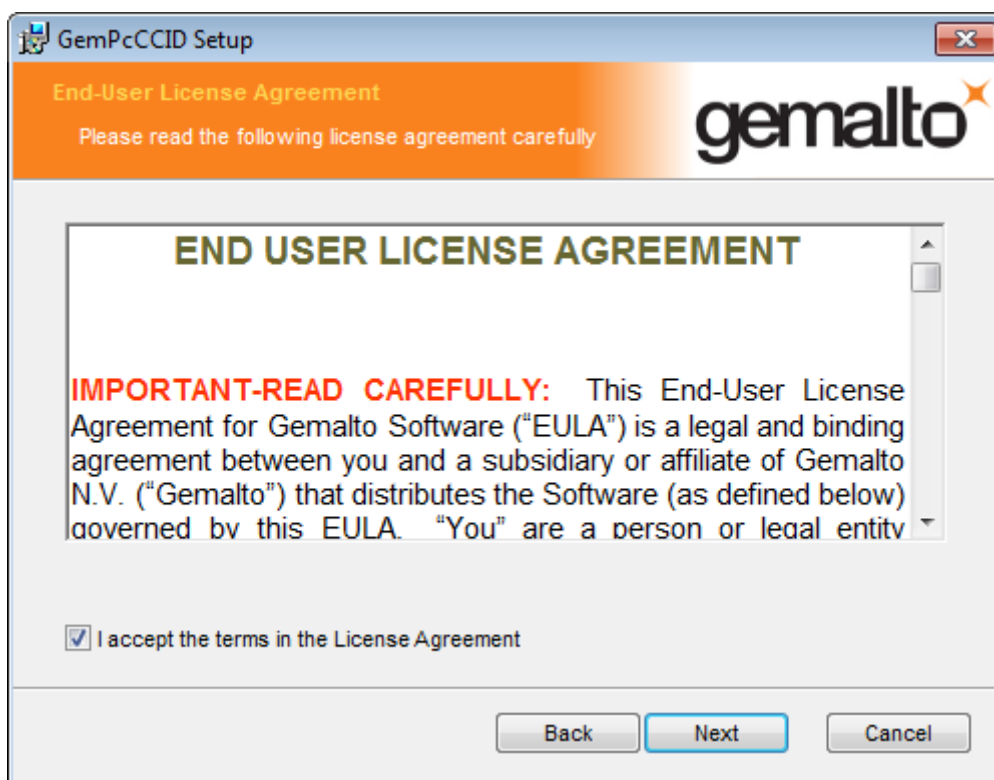 GemPcCCID Setup
End-User License Agreement
Please read the following license agreement carefully
gemalto
END USER LICENSE AGREEMENT
IMPORTANT-READ CAREFULLY: This End-User License
Agreement for Gemalto Software (“EULA”) is a legal and binding
agreement between you and a subsidiary or affiliate of Gemalto
N.V. (“Gemalto”) that distributes the Software (as defined below)
governed by this EULA. “You” are a person or legal entity
I accept the terms in the License Agreement
Back Next Cancel